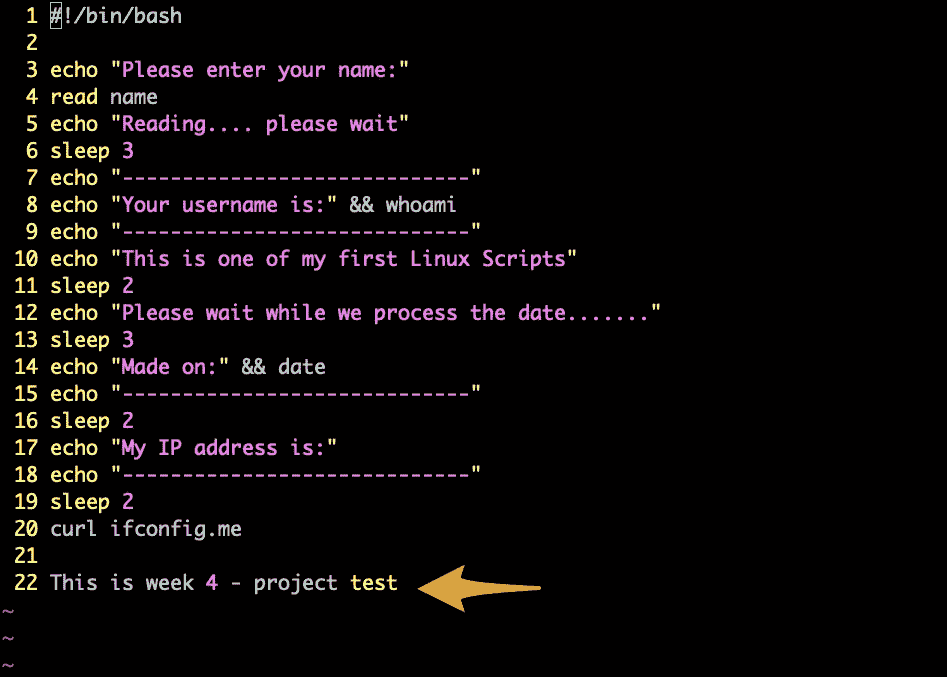 1 #!/bin/bash
2
3 echo "Please enter your name:"
4 read name
5 echo "Reading.... please wait"
6 sleep 3
7 echo "-----------------------------"
8 echo "Your username is:" && whoami
9 echo "-----------------------------"
10 echo "This is one of my first Linux Scripts"
11 sleep 2
12 echo "Please wait while we process the date......."
13 sleep 3
14 echo "Made on:" && date
15 echo "-----------------------------"
16 sleep 2
17 echo "My IP address is:"
18 echo "-----------------------------"
19 sleep 2
20 curl ifconfig.me
21
22 This is week 4 - project test
~
~
~